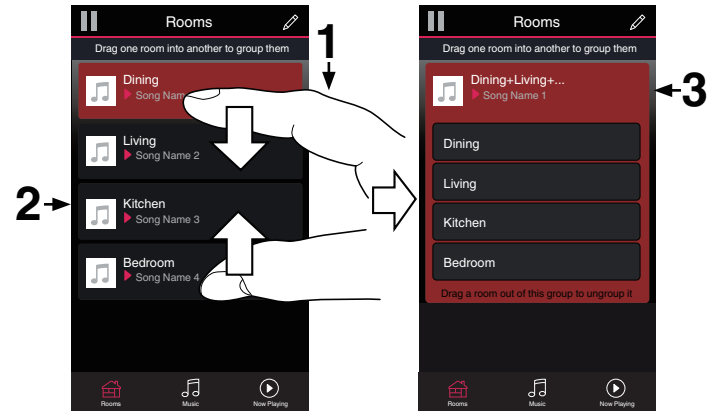 Rooms
Drag one room into another to group them
1
Dining
Song Nam
Living
Song Name 2
2
Kitchen
Song Name 3
Bedroom
Song Name 4
Rooms
Music
Now Playing
Rooms
Drag one room into another to group them
Dining+Living+...
Song Name 1
3
Dining
Living
Kitchen
Bedroom
Drag a room out of this group to ungroup it
Rooms
Music
Now Playing